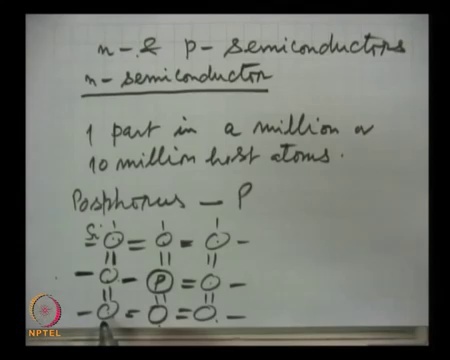 n- & p- semiconductors
n- semiconductor
1 part in a million or
10 million host atoms.
Posphorus — P
Si
P
NPTEL